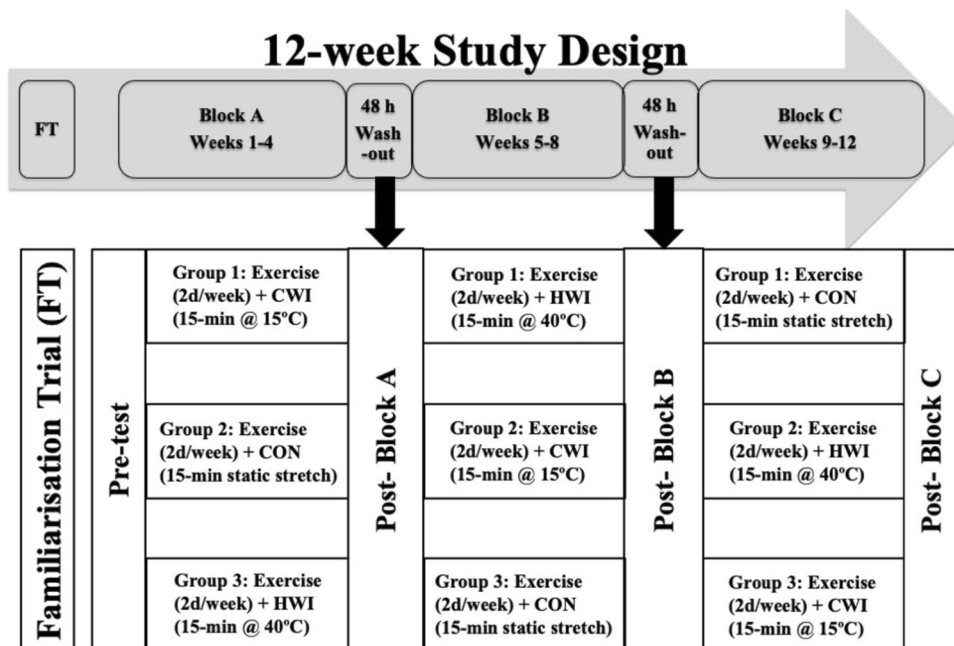 12-week Study Design
FT
Block A
Weeks 1-4
48 h
Wash
-out
Block B
Weeks 5-8
48 h
Wash-
out
Block C
Weeks 9-12
Familiarisation Trial (FT)
Pre-test
Group 1: Exercise
(2d/week) + CWI
(15-min @ 15ºC)
Group 2: Exercise
(2d/week) + CON
(15-min static stretch)
Group 3: Exercise
(2d/week) + HWI
(15-min @ 40ºC)
Post- Block A
Group 1: Exercise
(2d/week) + HWI
(15-min @ 40ºC)
Group 2: Exercise
(2d/week) + CWI
(15-min @ 15ºC)
Group 3: Exercise
(2d/week) + CON
(15-min static stretch)
Post- Block B
Group 1: Exercise
(2d/week) + CON
(15-min static stretch)
Group 2: Exercise
(2d/week) + HWI
(15-min @ 40ºC)
Group 3: Exercise
(2d/week) + CWI
(15-min @ 15ºC)
Post- Block C